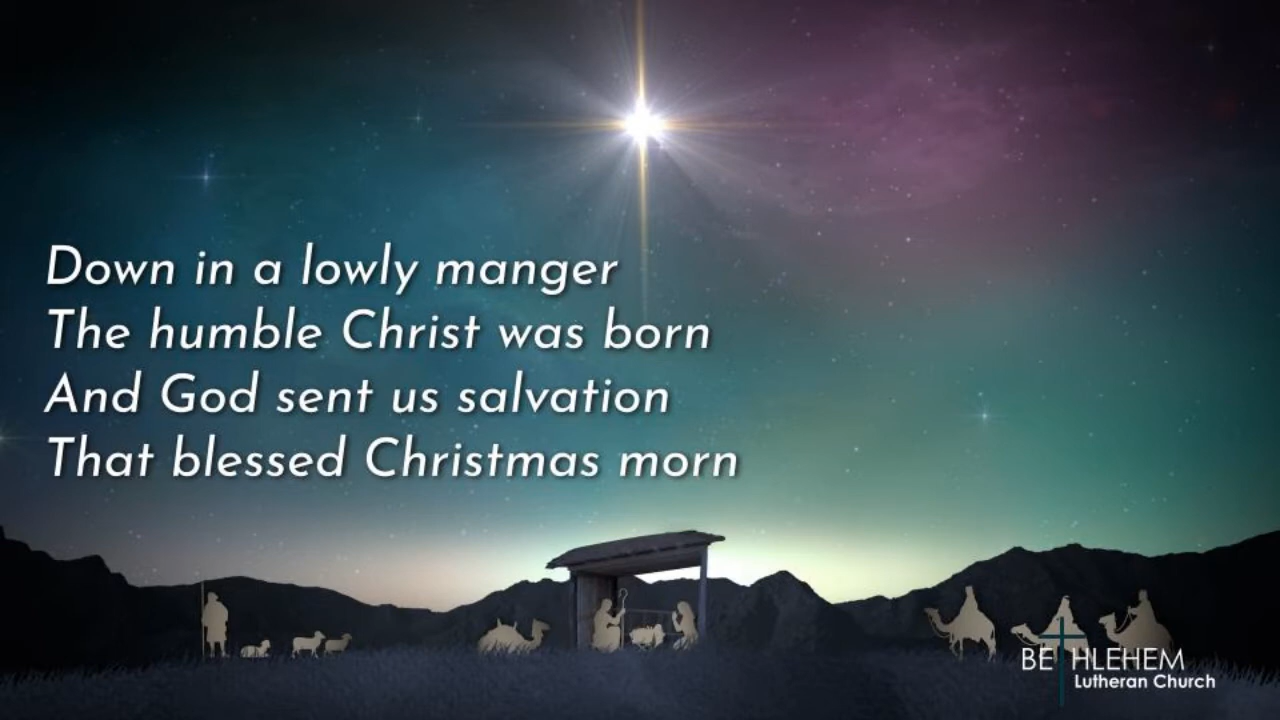 Down in a lowly manger
The humble Christ was born
And God sent us salvation
That blessed Christmas morn
BETHLEHEM
Lutheran Church